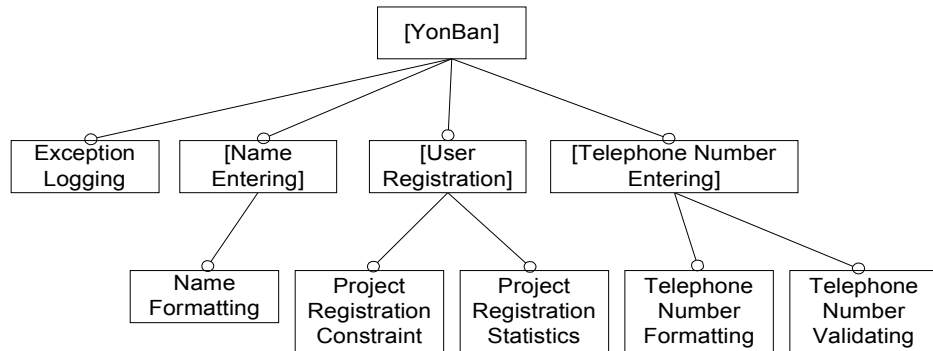 [YonBan]
Exception
Logging
[Name
Entering]
[User
Registration]
[Telephone Number
Entering]
Name
Formatting
Project
Registration
Constraint
Project
Registration
Statistics
Telephone
Number
Formatting
Telephone
Number
Validating